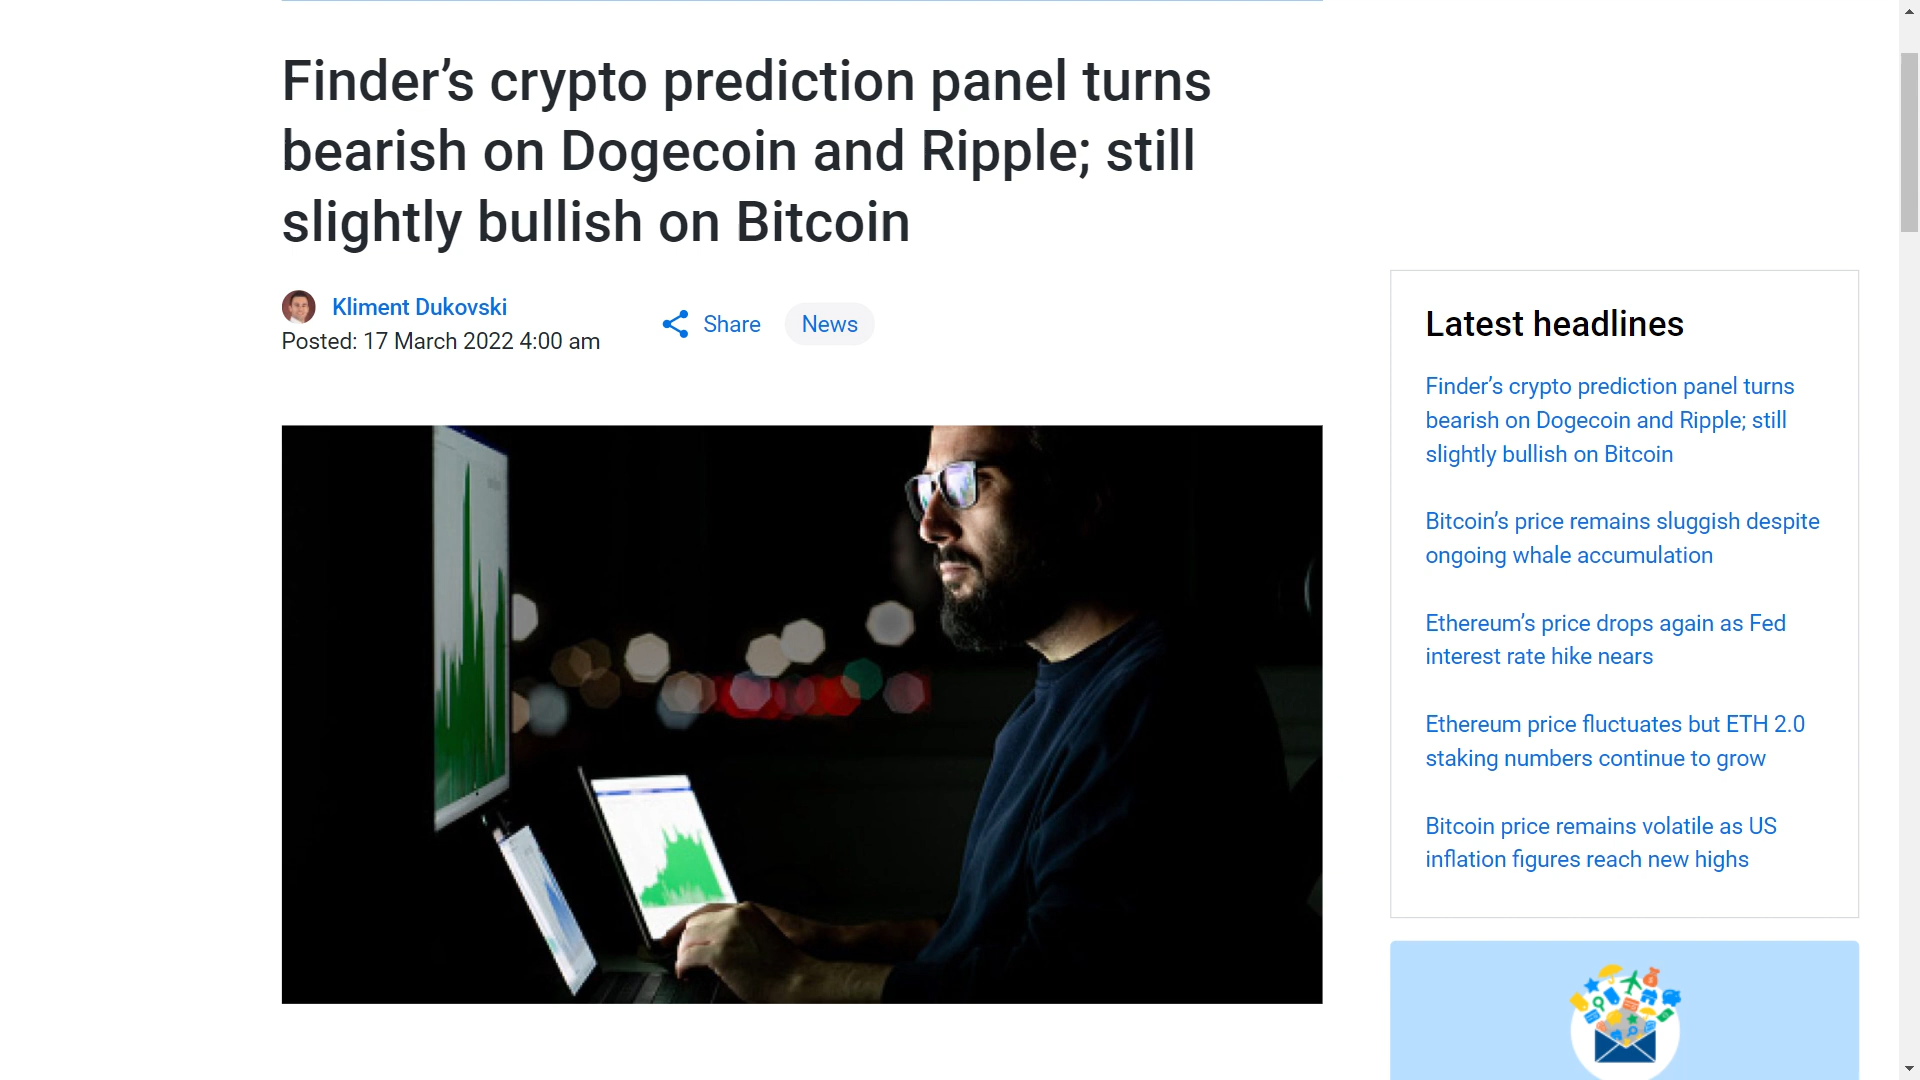 Finder’s crypto prediction panel turns
bearish on Dogecoin and Ripple; still
slightly bullish on Bitcoin
Kliment Dukovski
Posted: 17 March 2022 4:00 am
Share
News
Latest headlines
Finder’s crypto prediction panel turns
bearish on Dogecoin and Ripple; still
slightly bullish on Bitcoin
Bitcoin’s price remains sluggish despite
ongoing whale accumulation
Ethereum’s price drops again as Fed
interest rate hike nears
Ethereum price fluctuates but ETH 2.0
staking numbers continue to grow
Bitcoin price remains volatile as US
inflation figures reach new highs